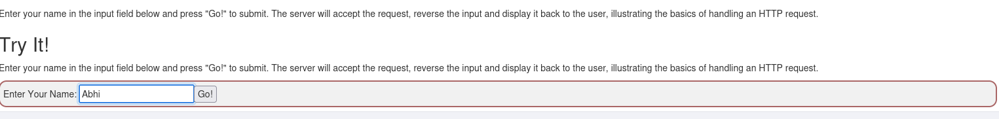 Enter your name in the input field below and press "Go!" to submit. The server will accept the request, reverse the input and display it back to the user, illustrating the basics of handling an HTTP request.
Try It!
Enter your name in the input field below and press "Go!" to submit. The server will accept the request, reverse the input and display it back to the user, illustrating the basics of handling an HTTP request.
Enter Your Name: Abhi Go!